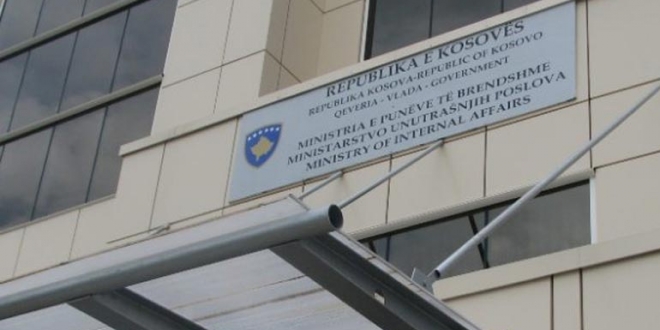 REPUBLIKA E KOSOVËS
REPUBLIKA KOSOVA-REPUBLIC OF KOSOVO
QEVERIA - VLADA - GOVERNMENT
MINISTRIA E PUNËVE TË BRENDSHME
MINISTARSTVO UNUTRAŠNJIH POSLOVA
MINISTRY OF INTERNAL AFFAIRS